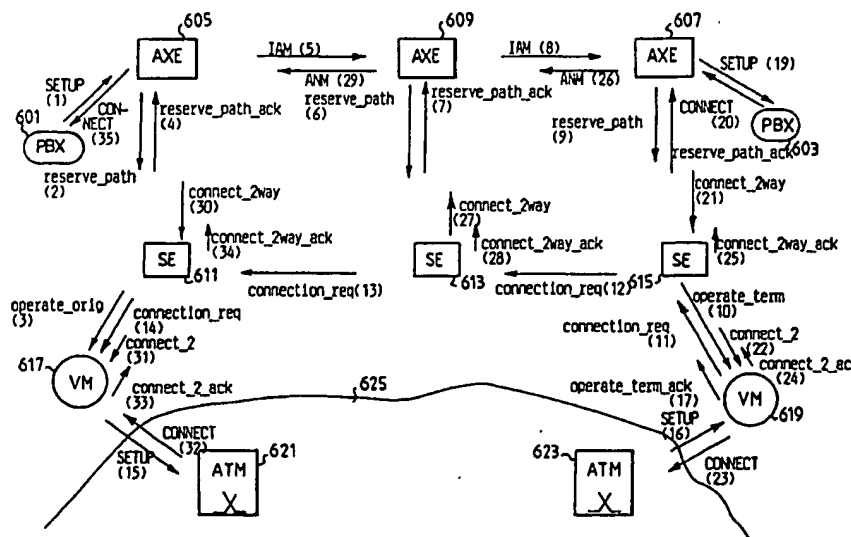 605
609
607
AXE
IAM (5)
AXE
IAM (8)
AXE
SETUP (19)
SETUP
(1)
ANM (29)
ANM (26)
601
CON-
NECT
(35)
reserve_path_ack
(4)
reserve_path
(6)
reserve_path_ack
(7)
reserve_path
(9)
CONNECT
(20)
PBX
PBX
603
reserve_path
(2)
reserve_path_ack
connect_2way
(30)
connect_2way
(27)
connect_2way
(21)
SE
611
connect_2way_ack
(34)
SE
613
connect_2way_ack
(28)
615
SE
connect_2way_ack
(25)
connection_req(13)
connection_req(12)
operate_orig
(3)
connection_req
(14)
operate_term
(10)
connection_req
(11)
connect_2
(31)
connect_2
(22)
617
VM
connect_2_ack
(33)
625
operate_term_ack
(17)
connect_2_ac
(24)
VM
619
SETUP
(16)
CONNECT
(32)
SETUP
(15)
621
ATM
623
ATM
CONNECT
(23)